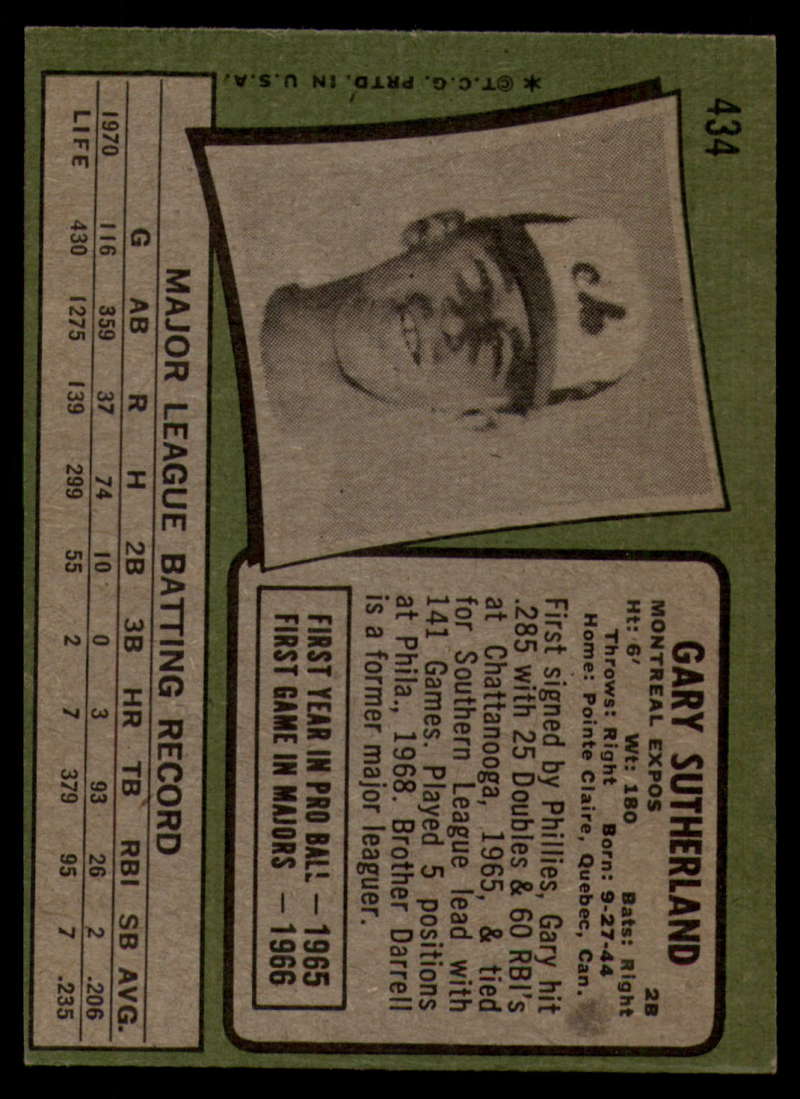 434
* ©T.C.G. PRTD. IN U.S.A.
GARY SUTHERLAND
MONTREAL EXPOS 2B
Ht: 6' Wt: 180 Bats: Right
Throws: Right Born: 9-27-44
Home: Pointe Claire, Quebec, Can.
First signed by Phillies, Gary hit
.285 with 25 Doubles & 60 RBI's
at Chattanooga, 1965, & tied
for Southern League lead with
141 Games. Played 5 positions
at Phila., 1968. Brother Darrell
is a former major leaguer.
FIRST YEAR IN PRO BALL — 1965
FIRST GAME IN MAJORS — 1966
MAJOR LEAGUE BATTING RECORD
G AB R H 2B 3B HR TB RBI SB AVG.
1970 116 359 37 74 10 0 3 93 26 2 .206
LIFE 430 1275 139 299 55 2 7 379 95 7 .235